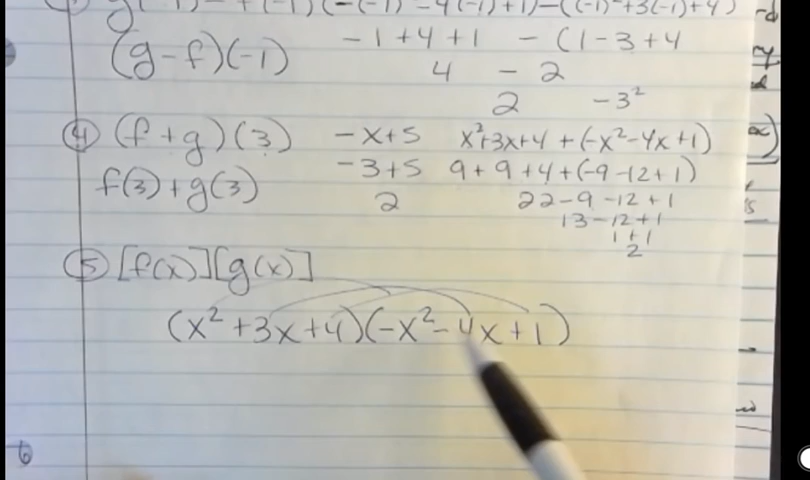 (g-f)(-1) -1+4+1 -(1-3+4
4 - 2
2 -3²
④ (f+g)(3) -x+5 x²+3x+4 +(-x²-4x+1)
f(3)+g(3) -3+5 9+9+4+(-9-12+1)
2 22-9-12+1
13-12+1
1+1
2
⑤ [f(x)][g(x)]
(x²+3x+4)(-x²-4x+1)